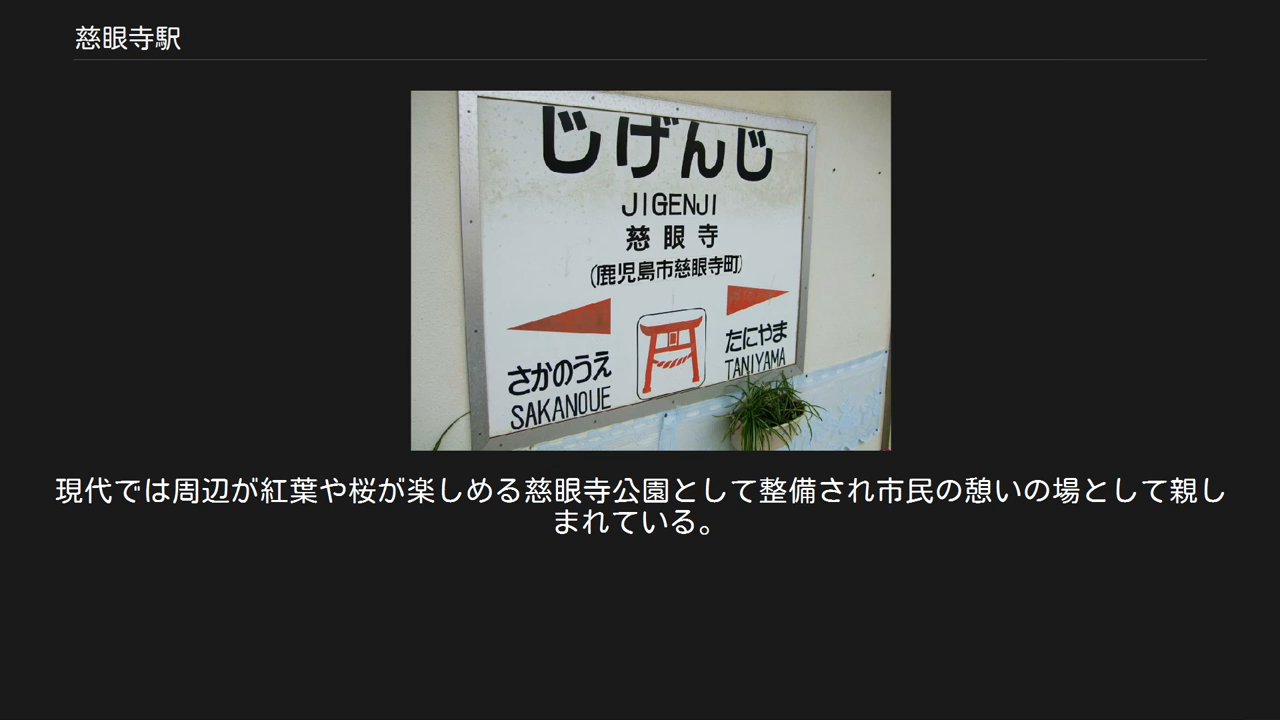 慈眼寺駅
じげんじ
JIGENJI
慈眼寺
(鹿児島市慈眼寺町)
さかのうえ
SAKANOUE
たにやま
TANIYAMA
現代では周辺が紅葉や桜が楽しめる慈眼寺公園として整備され市民の憩いの場として親し
まれている。